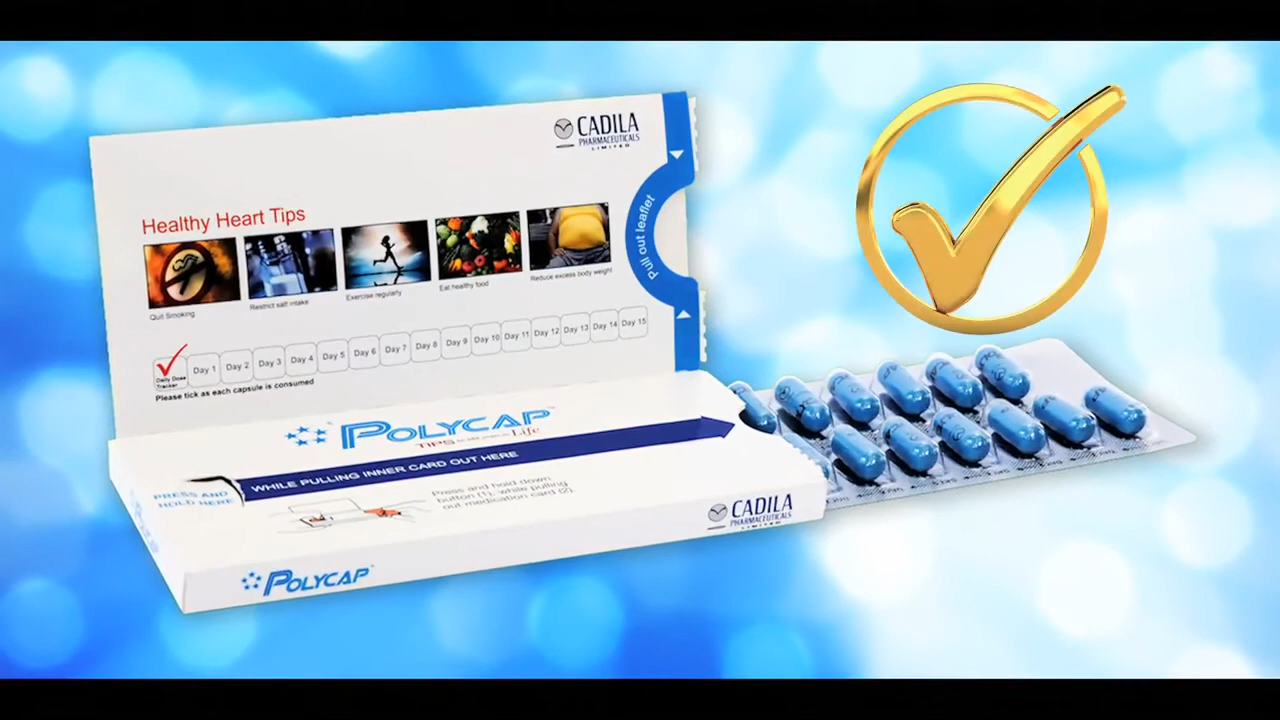 CADILA
PHARMACEUTICALS
LIMITED
Pull out leaflet
Healthy Heart Tips
Quit Smoking
Restrict salt intake
Exercise regularly
Eat healthy food
Reduce excess body weight
Daily Dose
Tracker
Day 1 Day 2 Day 3 Day 4 Day 5 Day 6 Day 7 Day 8 Day 9 Day 10 Day 11 Day 12 Day 13 Day 14 Day 15
Please tick as each capsule is consumed
POLYCAP
TIPS Life
WHILE PULLING INNER CARD OUT HERE
PRESS AND
HOLD HERE
Press and hold down
button (1), while pulling
out medication card (2).
CADILA
PHARMACEUTICALS
LIMITED
POLYCAP